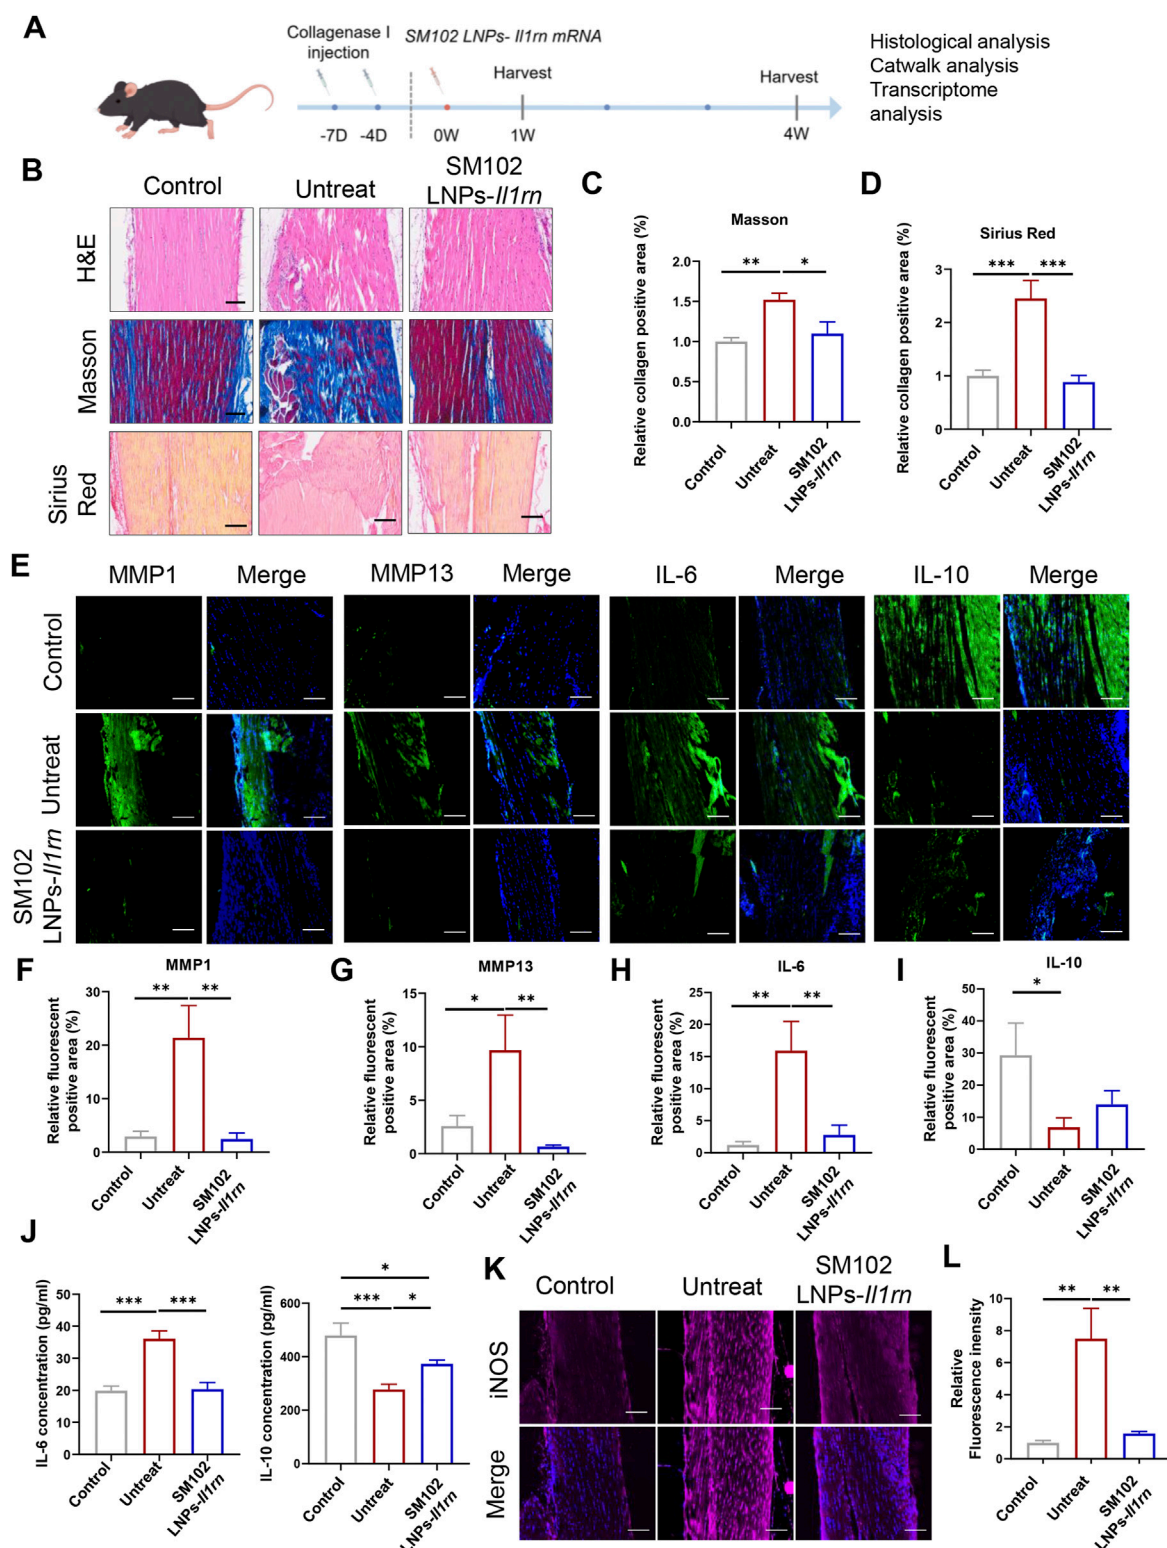 A
Collagenase I
injection
SM102 LNPs- Il1rn mRNA
Harvest
Harvest
-7D
-4D
0W
1W
4W
Histological analysis
Catwalk analysis
Transcriptome
analysis
B
Control
Untreat
SM102
LNPs-Il1rn
H&E
Masson
Sirius
Red
C
Masson
Relative collagen positive area (%)
2.0
1.5
1.0
0.5
0.0
**
*
Control
Untreat
SM102
LNPs-Il1rn
D
Sirius Red
Relative collagen positive area (%)
3
2
1
0
***
***
Control
Untreat
SM102
LNPs-Il1rn
E
MMP1
Merge
MMP13
Merge
IL-6
Merge
IL-10
Merge
Control
Untreat
SM102
LNPs-Il1rn
F
MMP1
Relative fluorescent
positive area (%)
30
20
10
0
**
**
Control
Untreat
SM102
LNPs-Il1rn
G
MMP13
Relative fluorescent
positive area (%)
15
10
5
0
*
**
Control
Untreat
SM102
LNPs-Il1rn
H
IL-6
Relative fluorescent
positive area (%)
25
20
15
10
5
0
**
**
Control
Untreat
SM102
LNPs-Il1rn
I
IL-10
Relative fluorescent
positive area (%)
50
40
30
20
10
0
*
Control
Untreat
SM102
LNPs-Il1rn
J
IL-6 concentration (pg/ml)
50
40
30
20
10
0
***
***
Control
Untreat
SM102
LNPs-Il1rn
IL-10 concentration (pg/ml)
600
400
200
0
*
***
*
Control
Untreat
SM102
LNPs-Il1rn
K
Control
Untreat
SM102
LNPs-Il1rn
iNOS
Merge
L
Relative
Fluorescence inensity
10
8
6
4
2
0
**
**
Control
Untreat
SM102
LNPs-Il1rn